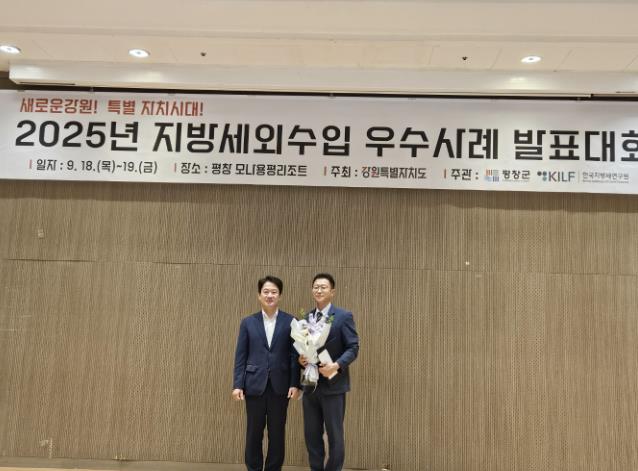 새로운강원! 특별 자치시대!
2025년 지방세외수입 우수사례 발표대회
일자 : 9. 18.(목)~19.(금) 장소 : 평창 모나용평리조트 주최 : 강원특별자치도 주관 : 평창군 KILF 한국지방세연구원